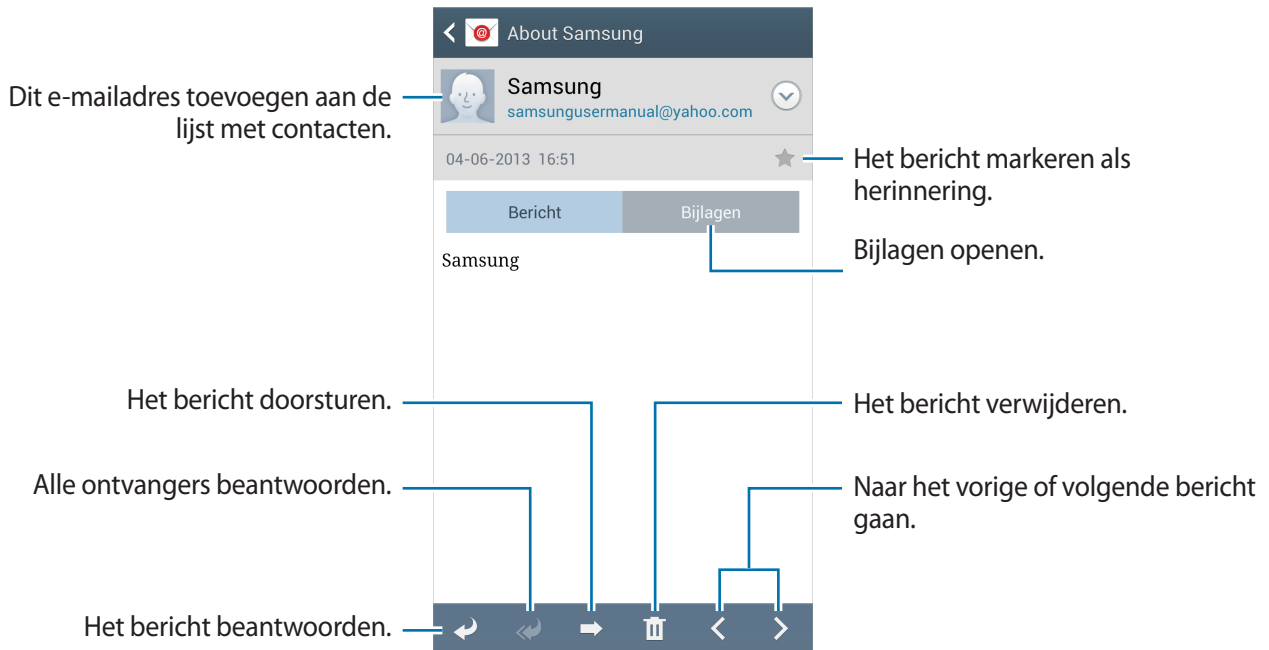 About Samsung
Dit e-mailadres toevoegen aan de
lijst met contacten.
Samsung
samsungusermanual@yahoo.com
04-06-2013 16:51
Het bericht markeren als
herinnering.
Bericht
Bijlagen
Bijlagen openen.
Samsung
Het bericht doorsturen.
Het bericht verwijderen.
Alle ontvangers beantwoorden.
Naar het vorige of volgende bericht
gaan.
Het bericht beantwoorden.